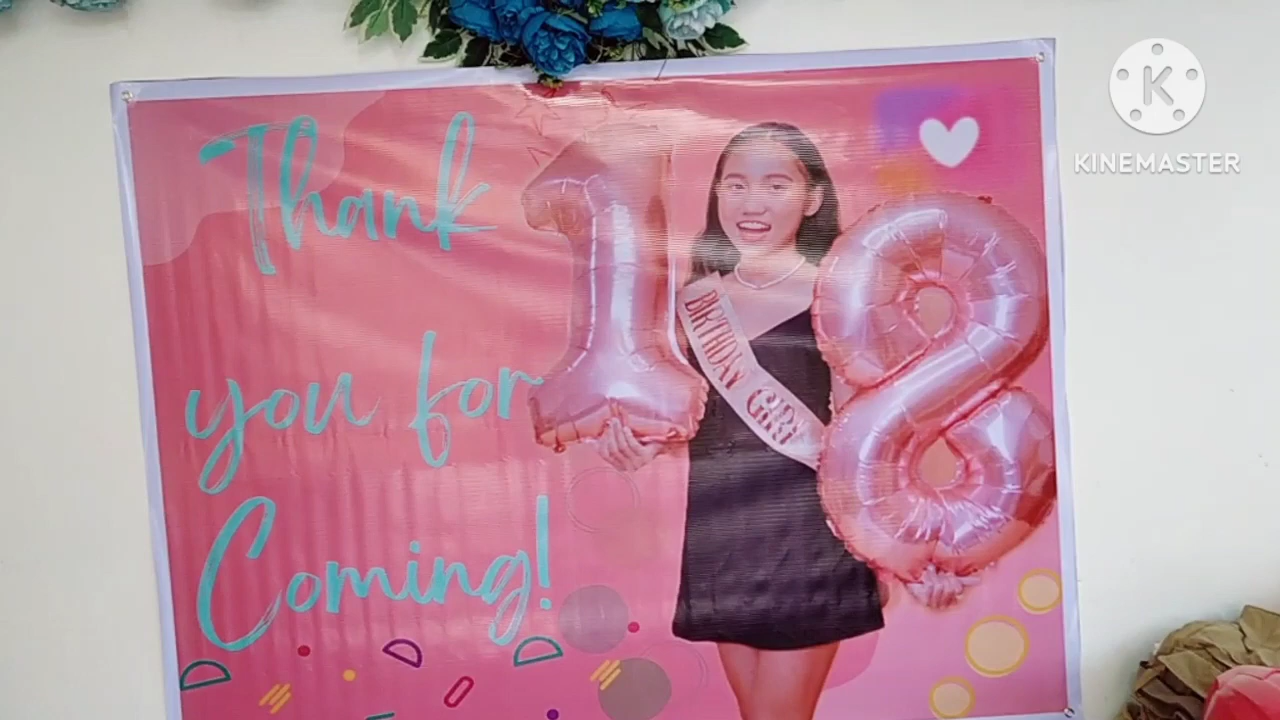 Thank
you for
Coming!
18
BIRTHDAY GIRL
K
KINEMASTER